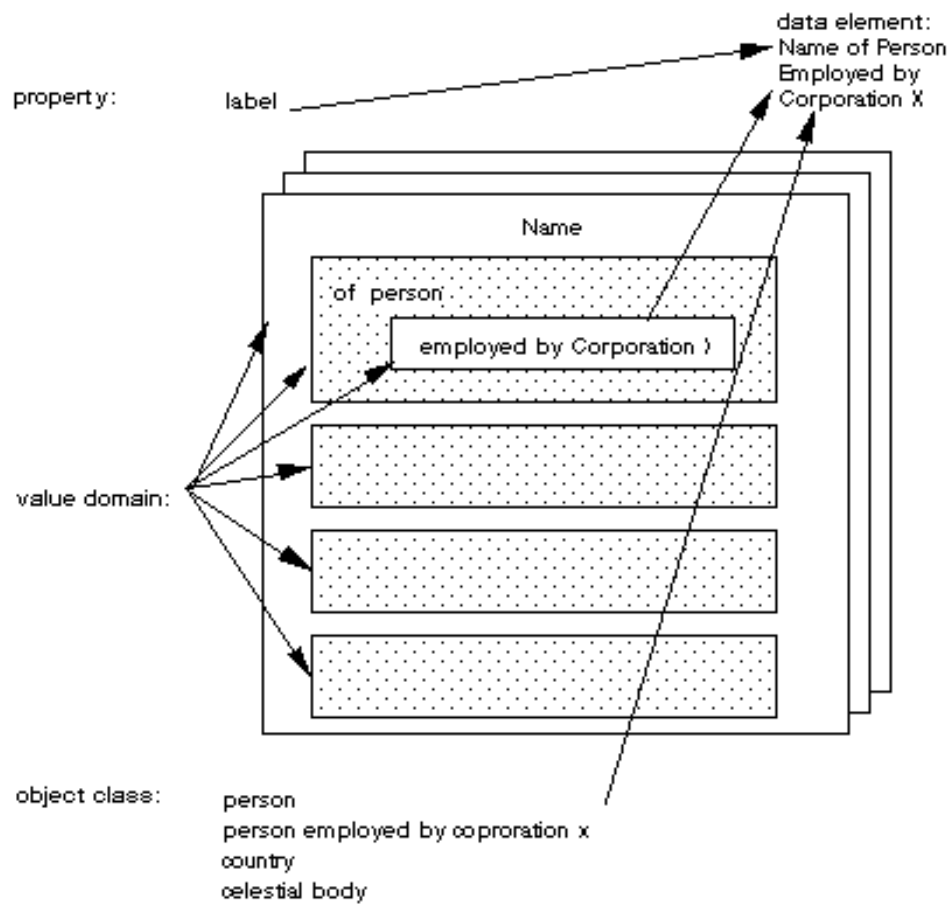 data element:
Name of Person
Employed by
Corporation X
property:
label
Name
of person
employed by Corporation )
value domain:
object class:
person
person employed by coproration x
country
celestial body